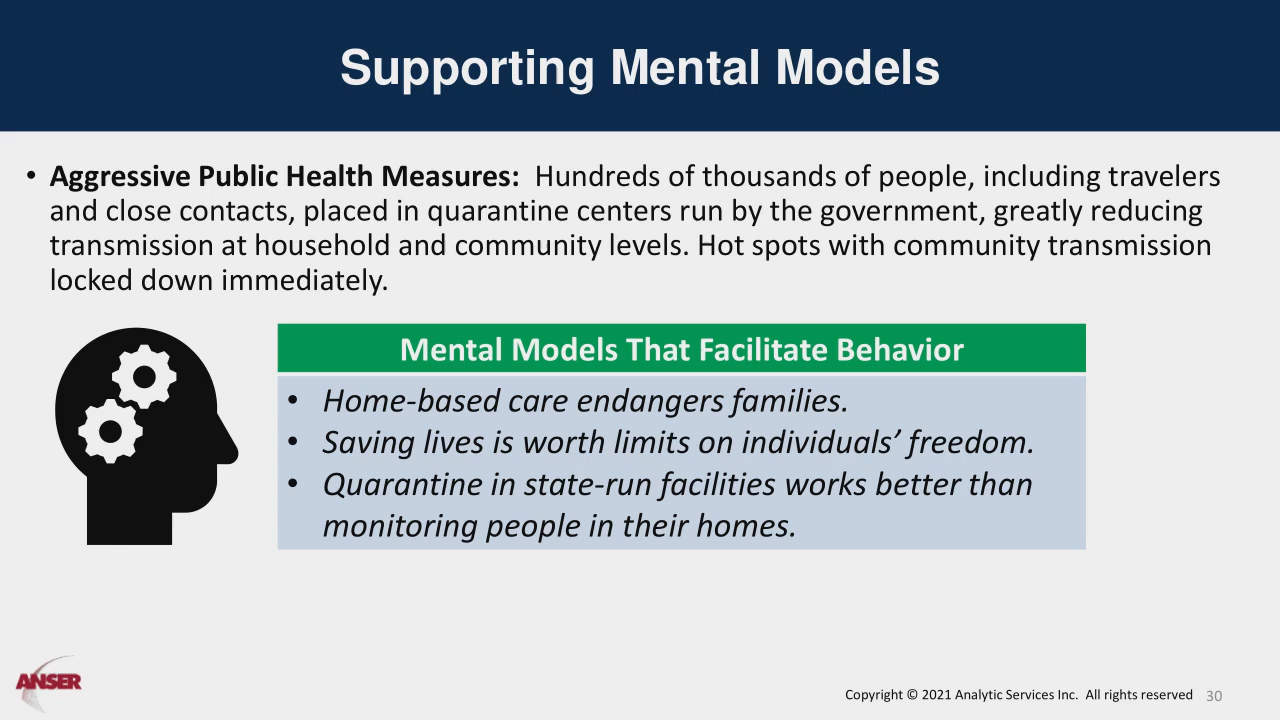 Supporting Mental Models
• Aggressive Public Health Measures:  Hundreds of thousands of people, including travelers
and close contacts, placed in quarantine centers run by the government, greatly reducing
transmission at household and community levels. Hot spots with community transmission
locked down immediately.
Mental Models That Facilitate Behavior
• Home-based care endangers families.
• Saving lives is worth limits on individuals’ freedom.
• Quarantine in state-run facilities works better than
monitoring people in their homes.
ANSER
Copyright © 2021 Analytic Services Inc.  All rights reserved 30